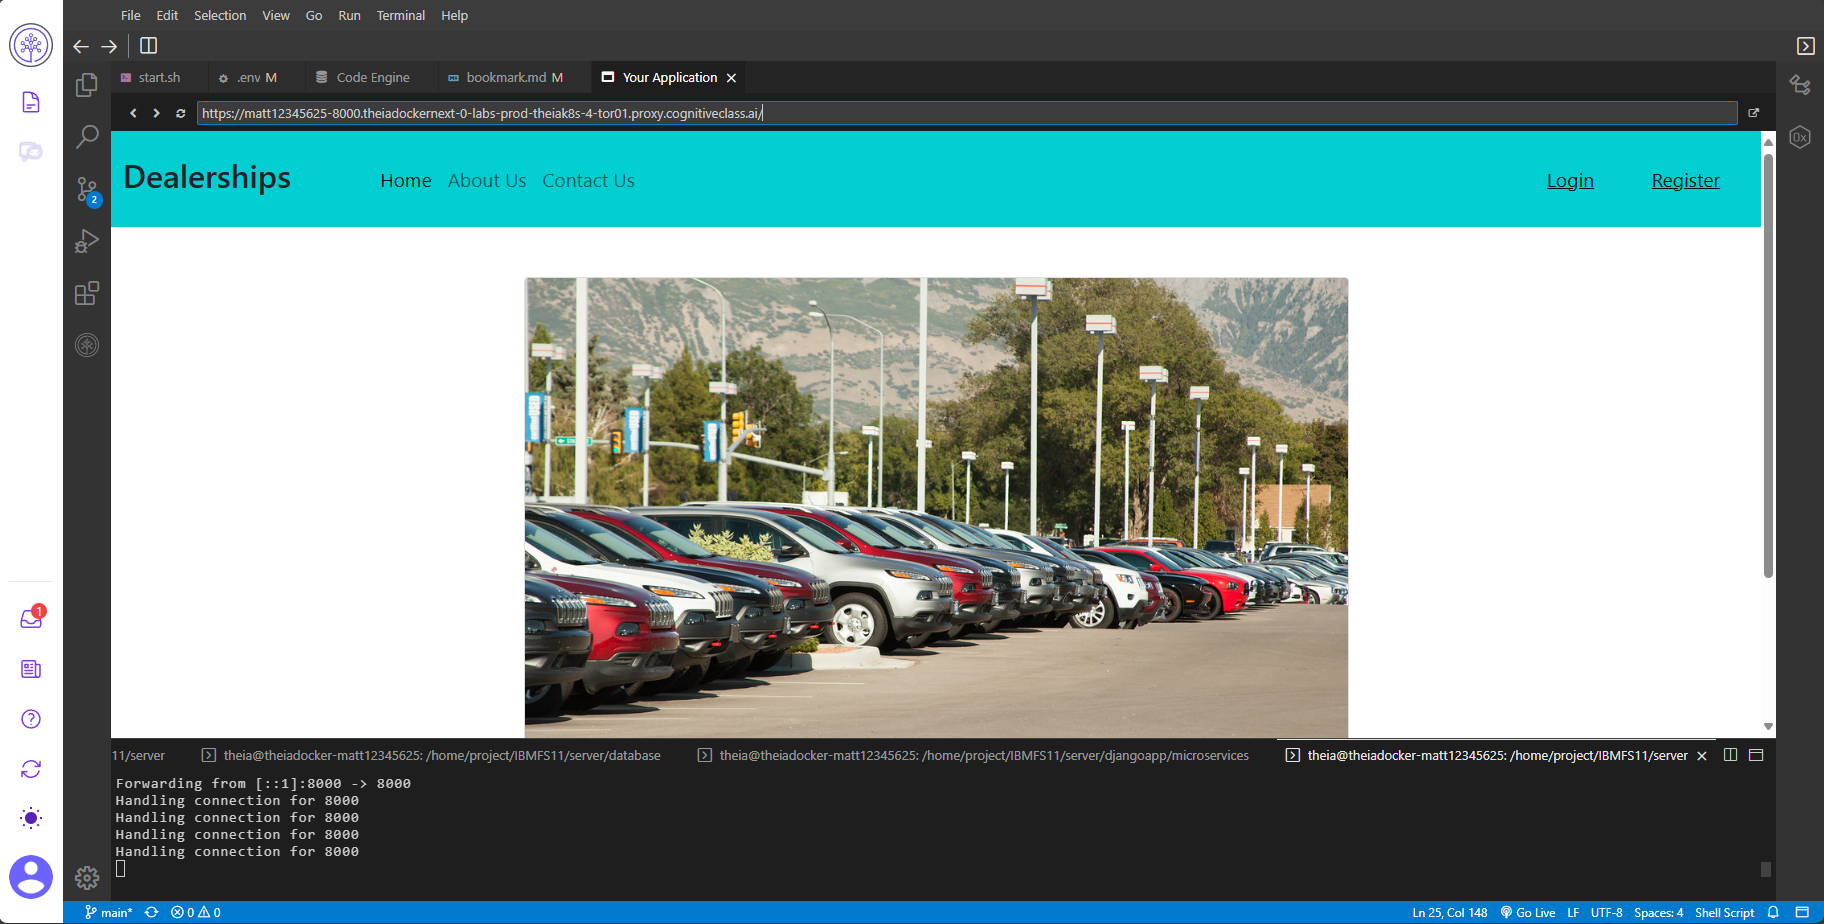 File Edit Selection View Go Run Terminal Help
start.sh .env M Code Engine bookmark.md M Your Application
https://matt12345625-8000.theiadockernext-0-labs-prod-theiak8s-4-tor01.proxy.cognitiveclass.ai/
0x
Dealerships Home About Us Contact Us Login Register
2
1
11/server theia@theiadocker-matt12345625: /home/project/IBMFS11/server/database theia@theiadocker-matt12345625: /home/project/IBMFS11/server/djangoapp/microservices theia@theiadocker-matt12345625: /home/project/IBMFS11/server
Forwarding from [::1]:8000 -> 8000
Handling connection for 8000
Handling connection for 8000
Handling connection for 8000
Handling connection for 8000
main* 0 0 Ln 25, Col 148 Go Live LF UTF-8 Spaces: 4 Shell Script